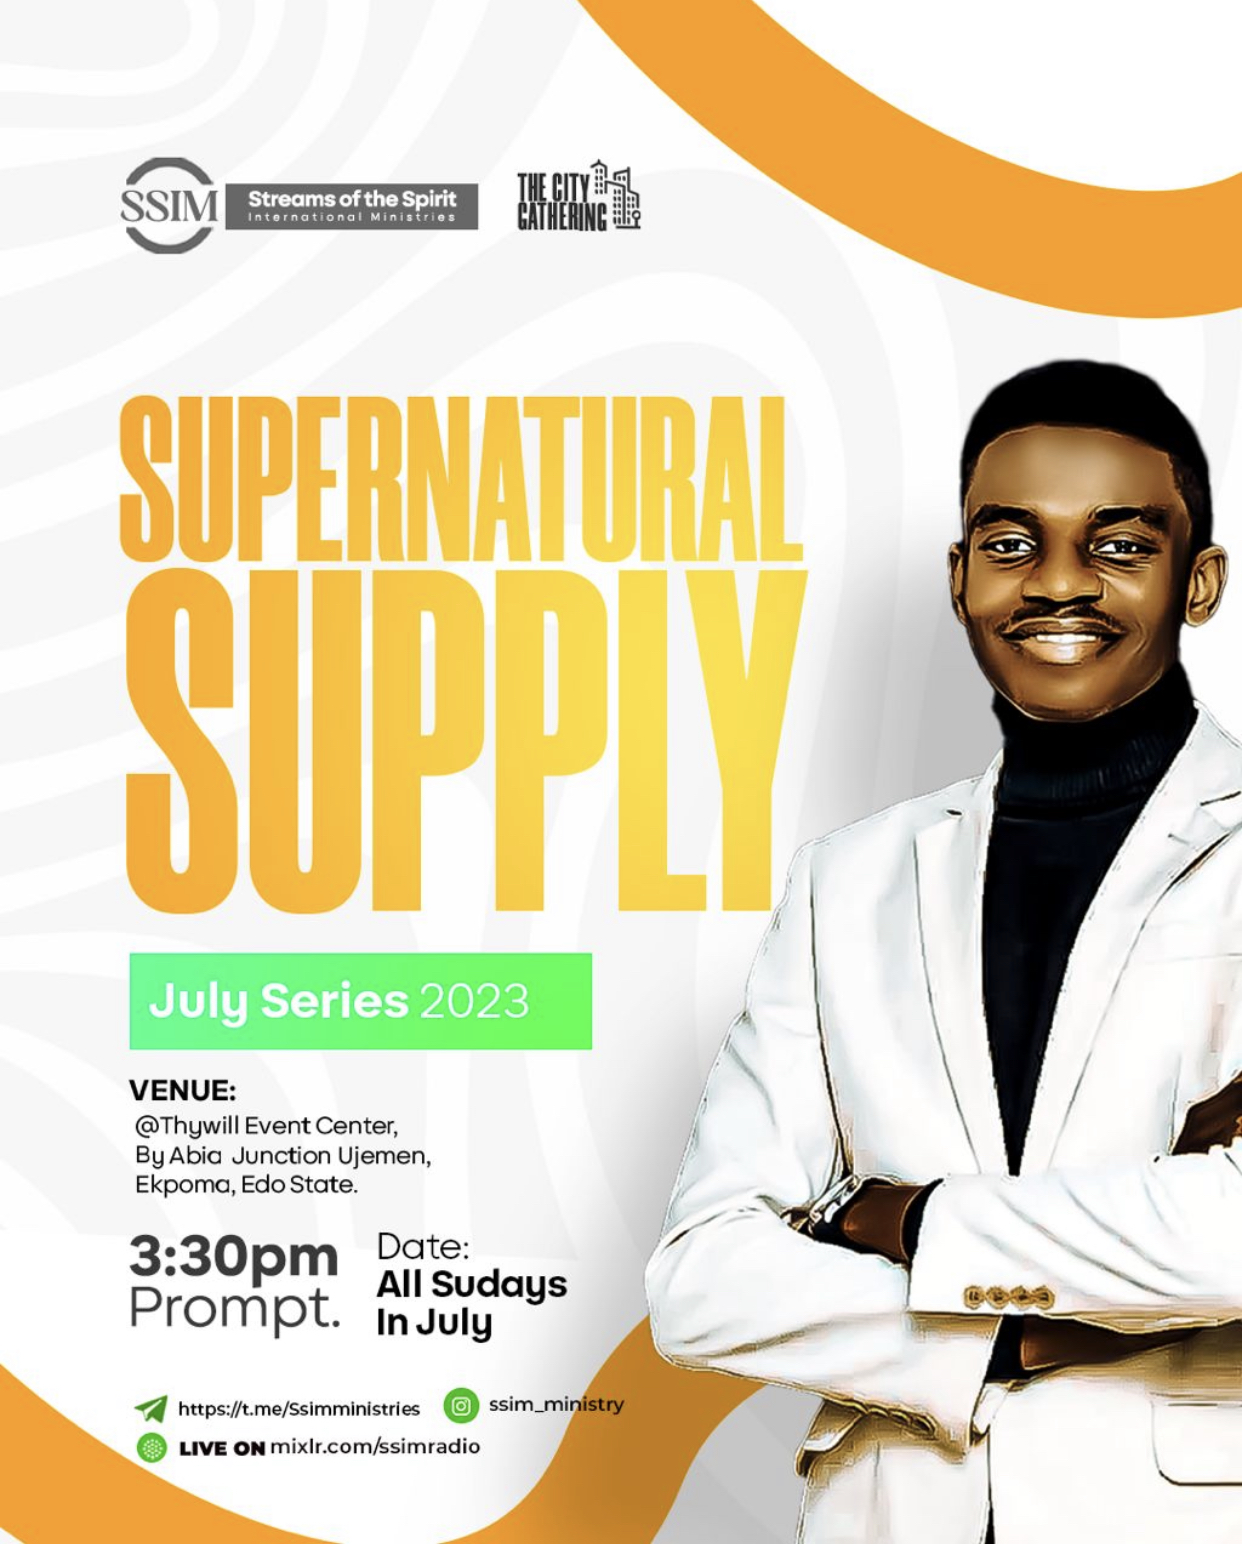 SSIM
Streams of the Spirit
International Ministries
THE CITY
GATHERING
SUPERNATURAL
SUPPLY
July Series 2023
VENUE:
@Thywill Event Center,
By Abia Junction Ujemen,
Ekpoma, Edo State.
3:30pm
Prompt.
Date:
All Sudays
In July
https://t.me/Ssimministries
ssim_ministry
LIVE ON mixlr.com/ssimradio